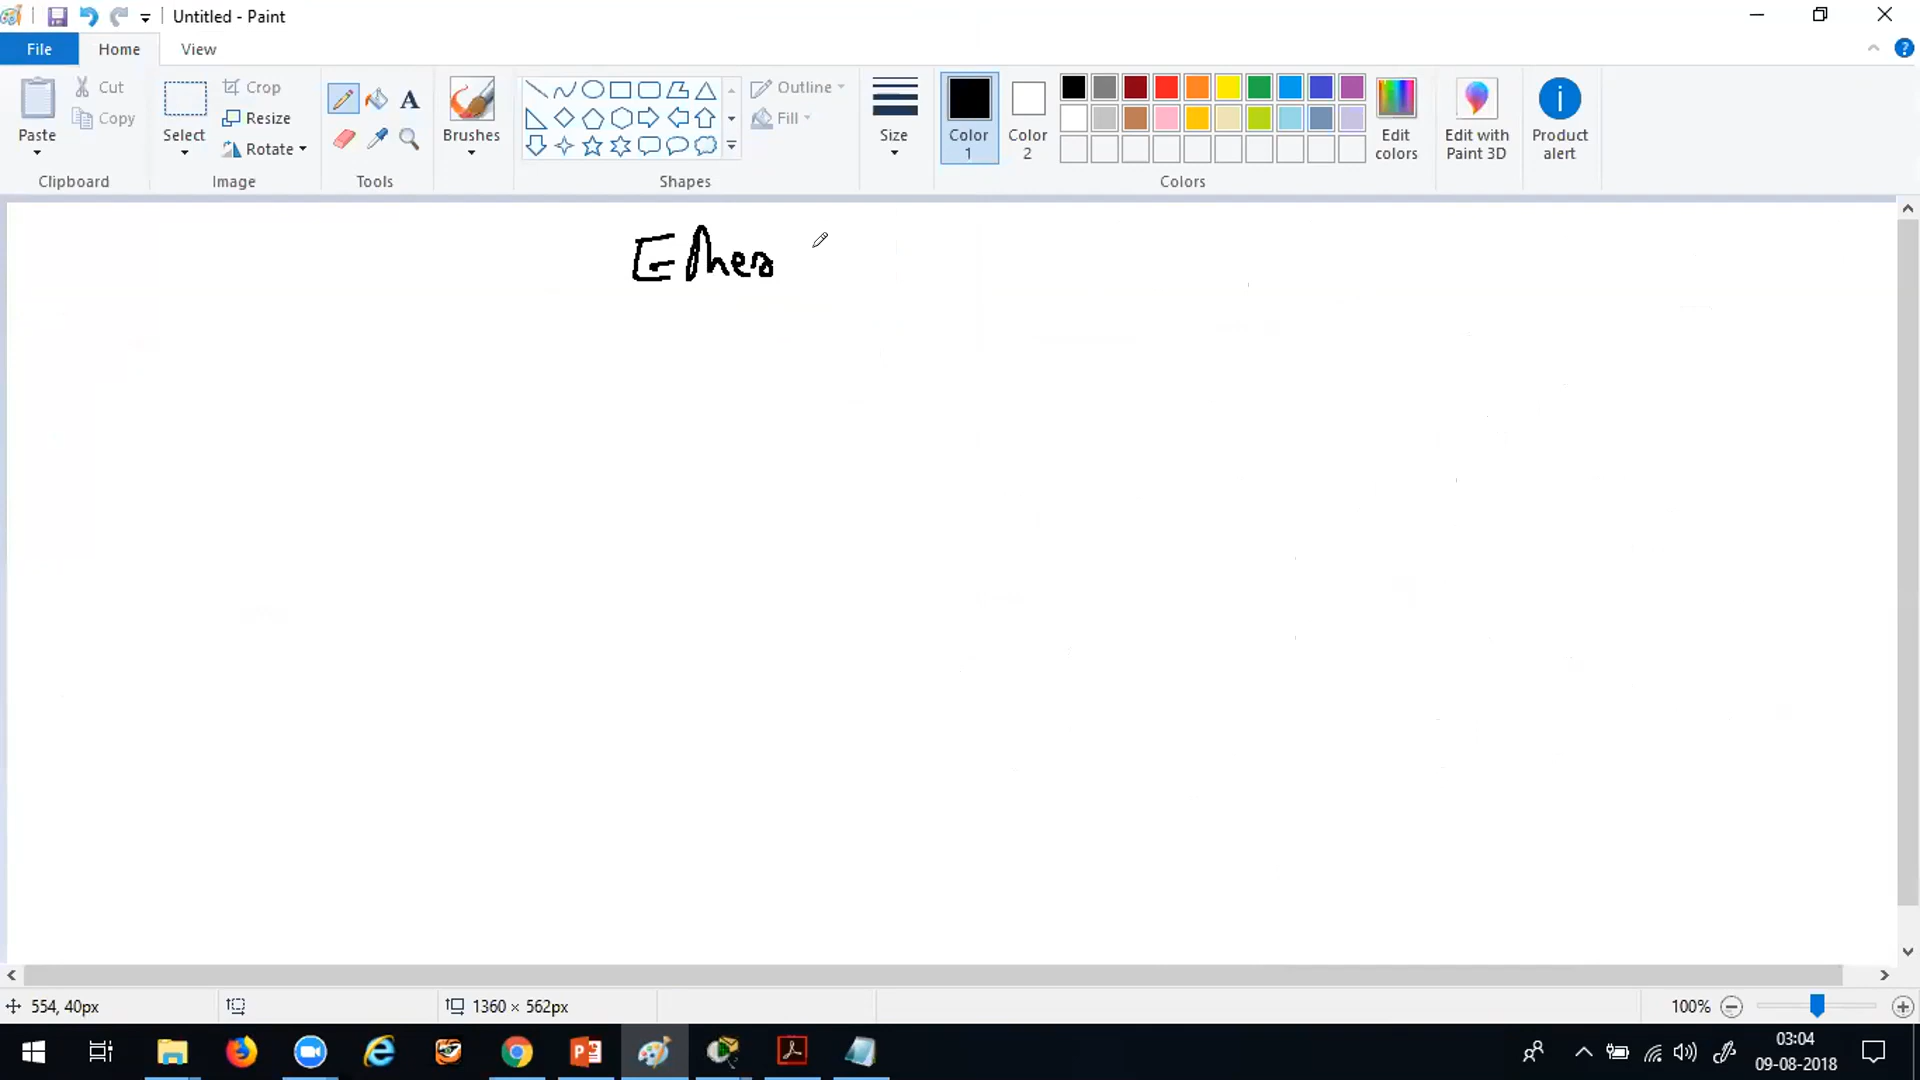 Untitled - Paint
File Home View
Paste
Cut
Copy
Clipboard
Select
Crop
Resize
Rotate
Image
Tools
Brushes
Shapes
Outline
Fill
Size
Color 1
Color 2
Colors
Edit colors
Edit with Paint 3D
Product alert
Ether
554, 40px
1360 × 562px
100%
03:04
09-08-2018